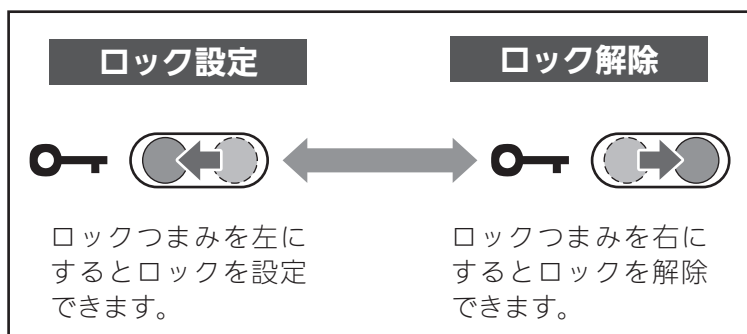 ロック設定
ロックつまみを左に
するとロックを設定
できます。
ロック解除
ロックつまみを右に
するとロックを解除
できます。